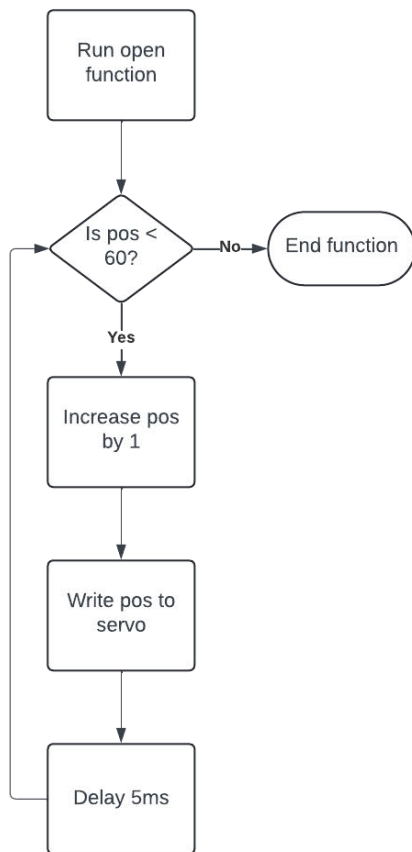 Run open
function
Is pos <
60?
No
End function
Yes
Increase pos
by 1
Write pos to
servo
Delay 5ms